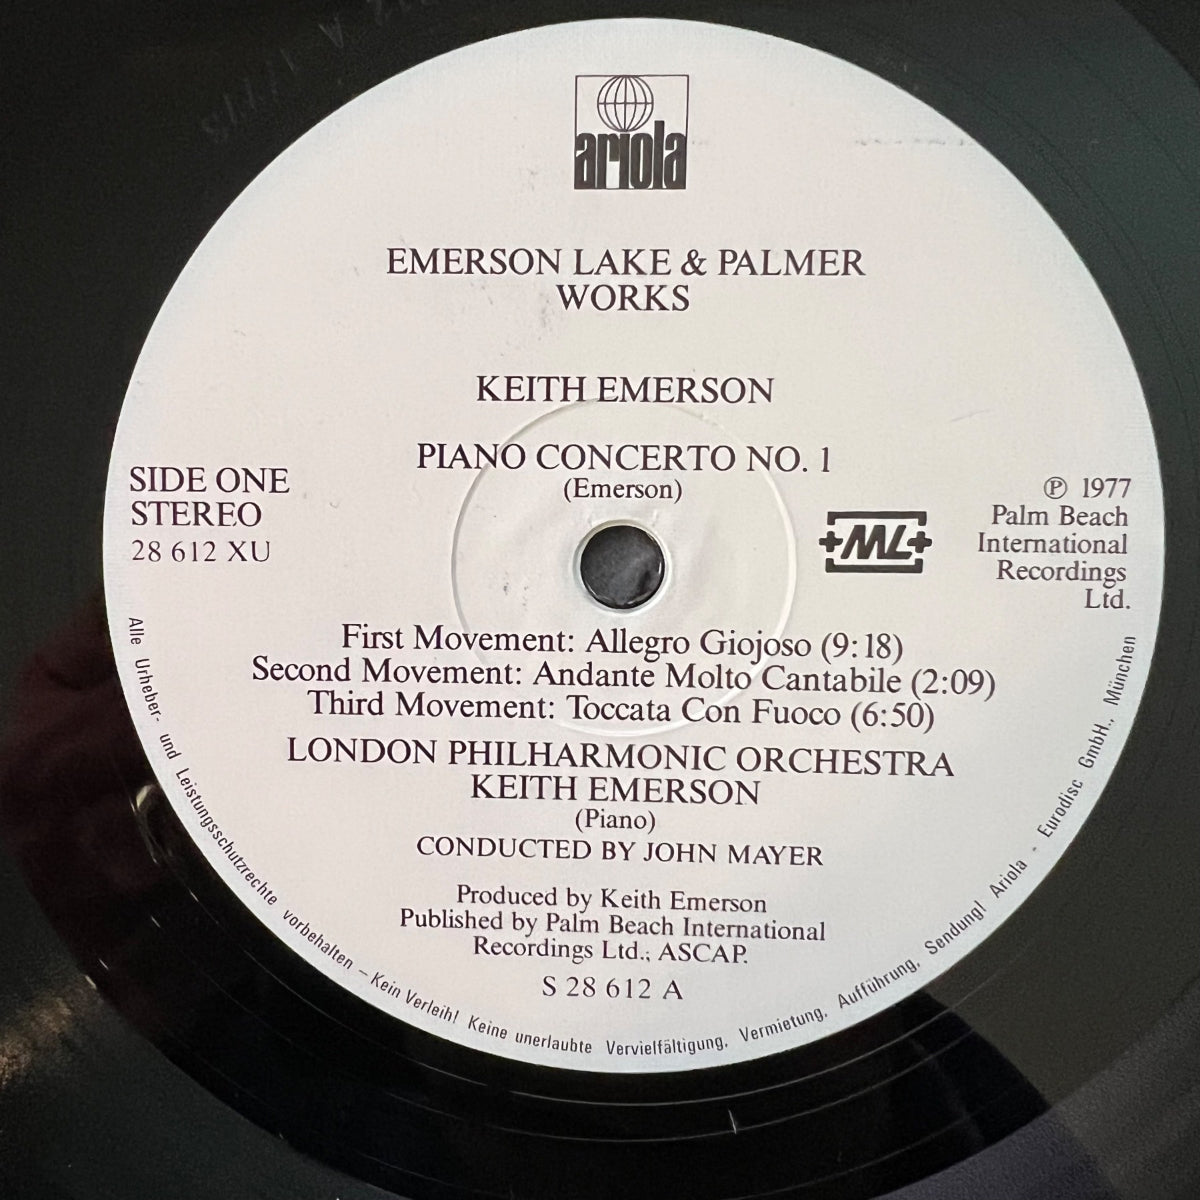 ariola
EMERSON LAKE & PALMER
WORKS
KEITH EMERSON
PIANO CONCERTO NO. 1
(Emerson)
SIDE ONE
STEREO
28 612 XU
+ML+
℗ 1977
Palm Beach
International
Recordings
Ltd.
First Movement: Allegro Giojoso (9:18)
Second Movement: Andante Molto Cantabile (2:09)
Third Movement: Toccata Con Fuoco (6:50)
LONDON PHILHARMONIC ORCHESTRA
KEITH EMERSON
(Piano)
CONDUCTED BY JOHN MAYER
Produced by Keith Emerson
Published by Palm Beach International
Recordings Ltd.; ASCAP.
S 28 612 A
Alle Urheber- und Leistungsschutzrechte vorbehalten – Kein Verleih! Keine unerlaubte Vervielfältigung, Vermietung, Aufführung, Sendung! Ariola - Eurodisc GmbH., München